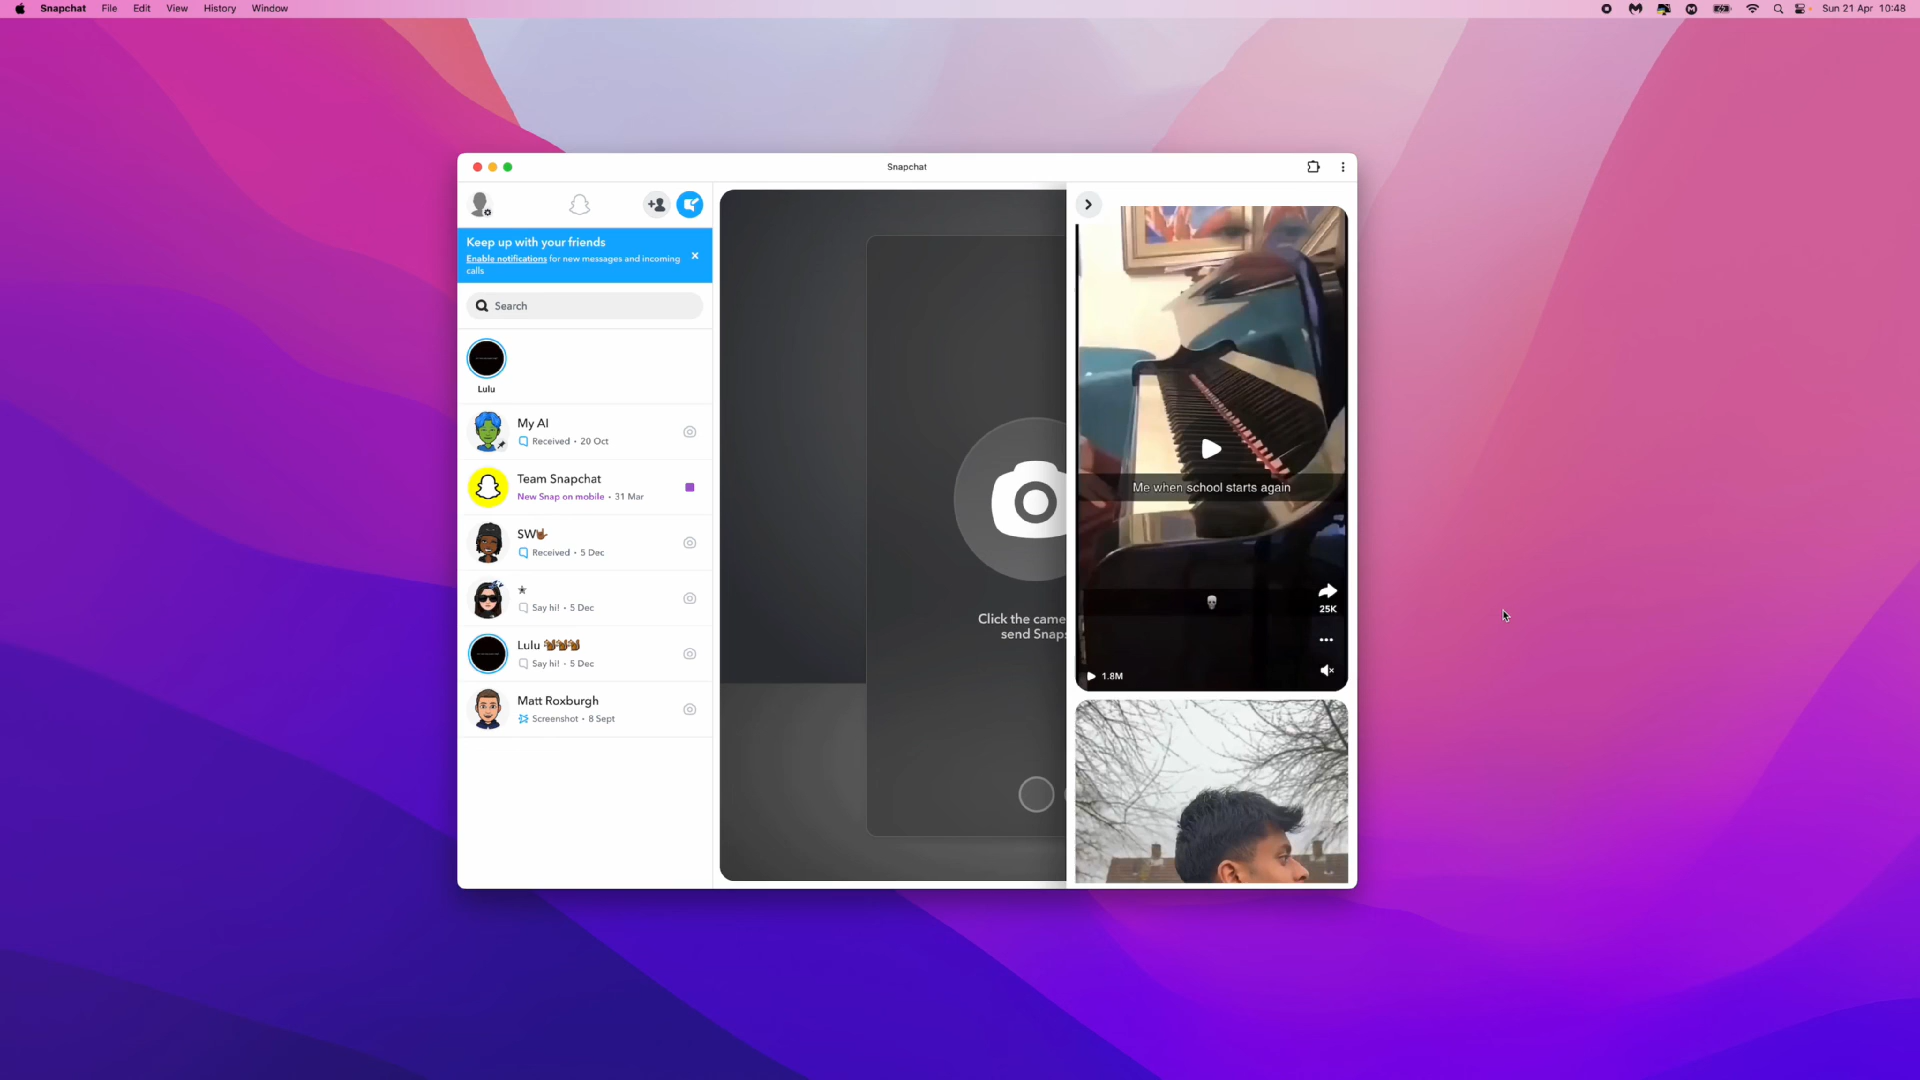 Snapchat File Edit View History Window
Sun 21 Apr 10:48
Snapchat
Keep up with your friends
Enable notifications for new messages and incoming
calls
Search
Lulu
My AI
Received • 20 Oct
Team Snapchat
New Snap on mobile • 31 Mar
SW🤟🏾
Received • 5 Dec
Say hi! • 5 Dec
Lulu 🐿🐿🐿
Say hi! • 5 Dec
Matt Roxburgh
Screenshot • 8 Sept
Click the came
send Snaps
Me when school starts again
25K
1.8M